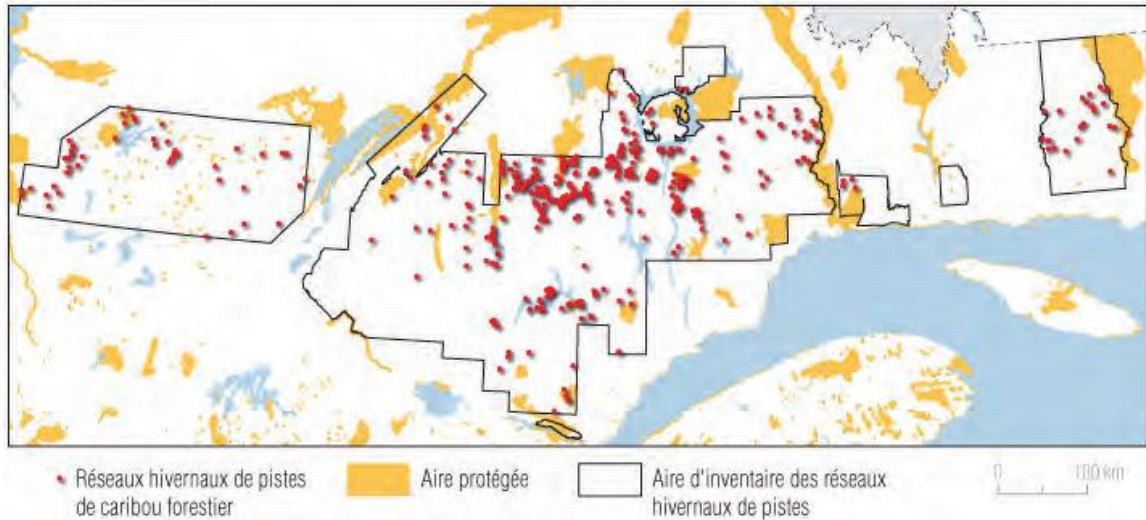 Réseaux hivernaux de pistes
de caribou forestier
Aire protégée
Aire d'inventaire des réseaux
hivernaux de pistes
0 100 km